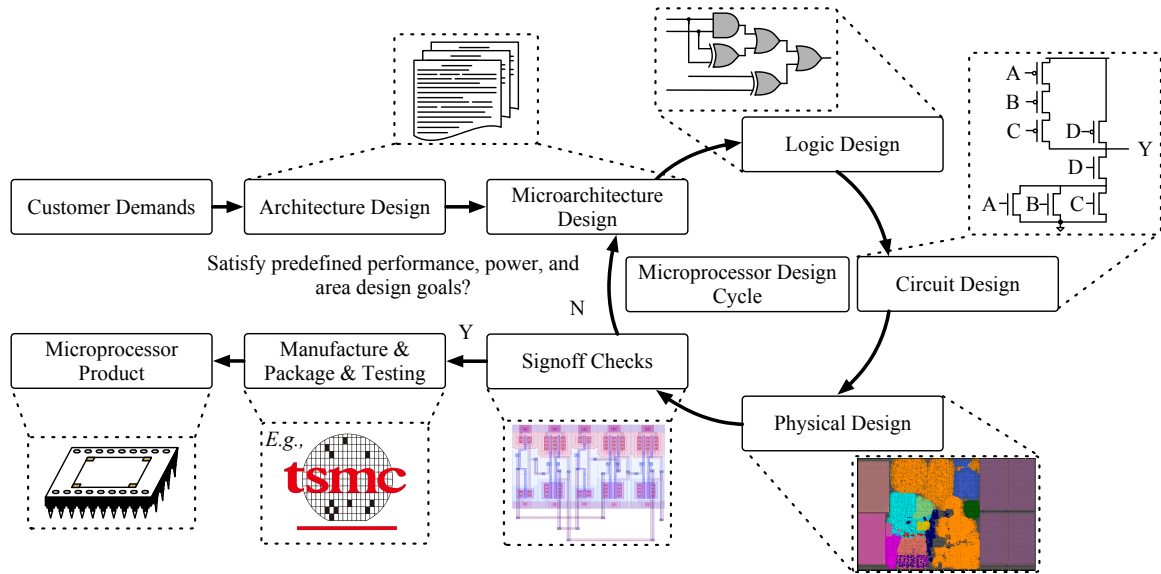 A
B
C
D
Y
D
A
B
C
Logic Design
Customer Demands
Architecture Design
Microarchitecture
Design
Satisfy predefined performance, power, and
area design goals?
Microprocessor Design
Cycle
Circuit Design
N
Y
Microprocessor
Product
Manufacture &
Package & Testing
Signoff Checks
Physical Design
E.g.,
tsmc